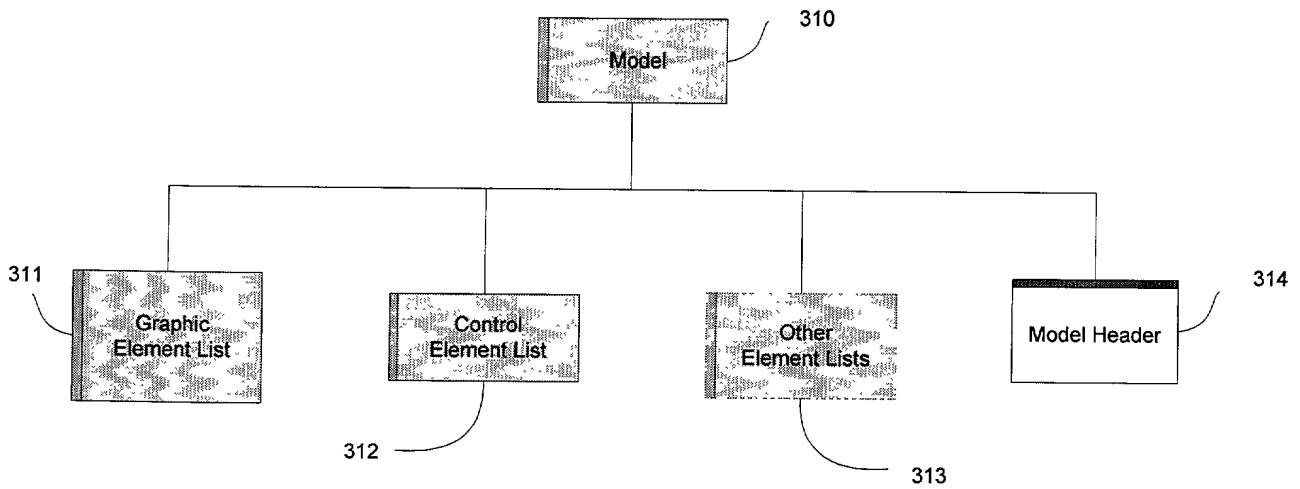 310
Model
311
Graphic
Element List
Control
Element List
Other
Element Lists
Model Header
314
312
313